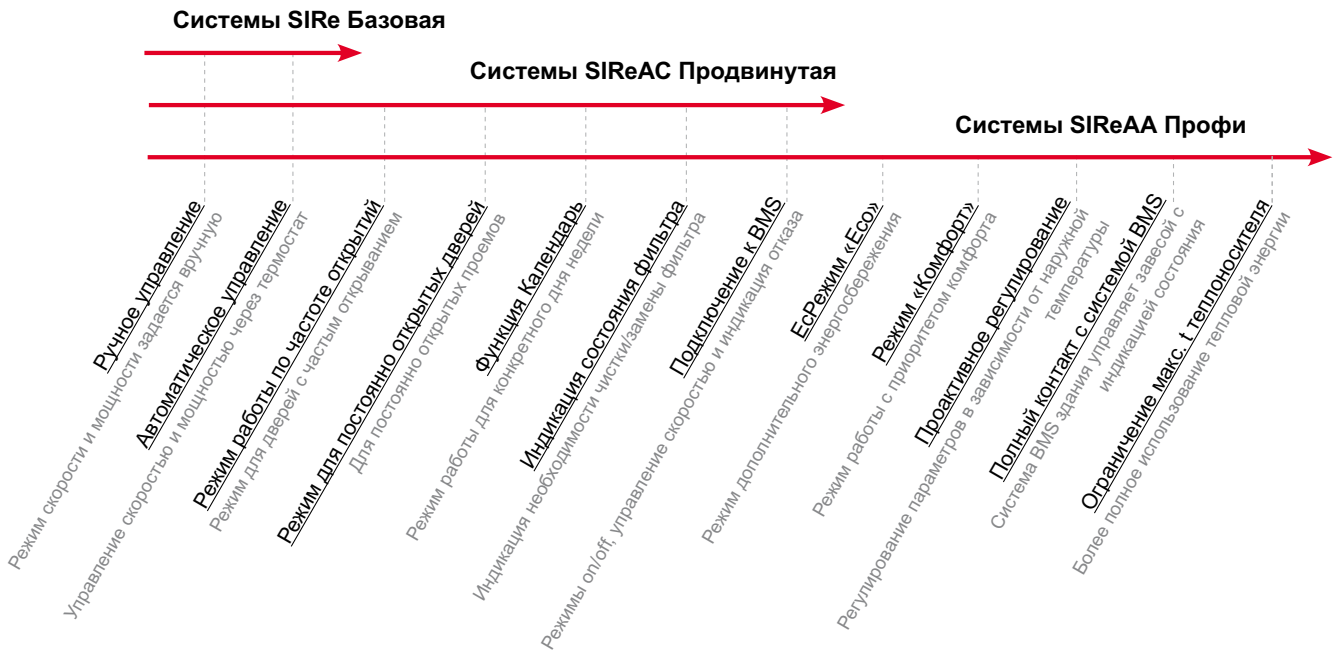 Системы SIRe Базовая
Системы SIReAC Продвинутая
Системы SIReAA Профи
Ручное управление
Режим скорости и мощности задается вручную
Автоматическое управление
Управление скоростью и мощностью через термостат
Режим работы по частоте открытий
Режим для дверей с частым открыванием
Режим для постоянно открытых дверей
Для постоянно открытых проемов
Функция Календарь
Режим работы для конкретного дня недели
Индикация состояния фильтра
Индикация необходимости чистки/замены фильтра
Подключение к BMS
Режимы on/off, управление скоростью и индикация отказа
EcРежим «Eco»
Режим дополнительного энергосбережения
Режим «Комфорт»
Режим работы с приоритетом комфорта
Проактивное регулирование
Регулирование параметров в зависимости от наружной
температуры
Полный контакт с системой BMS
Система BMS здания управляет завесой с
индикацией состояния
Ограничение макс. t теплоносителя
Более полное использование тепловой энергии